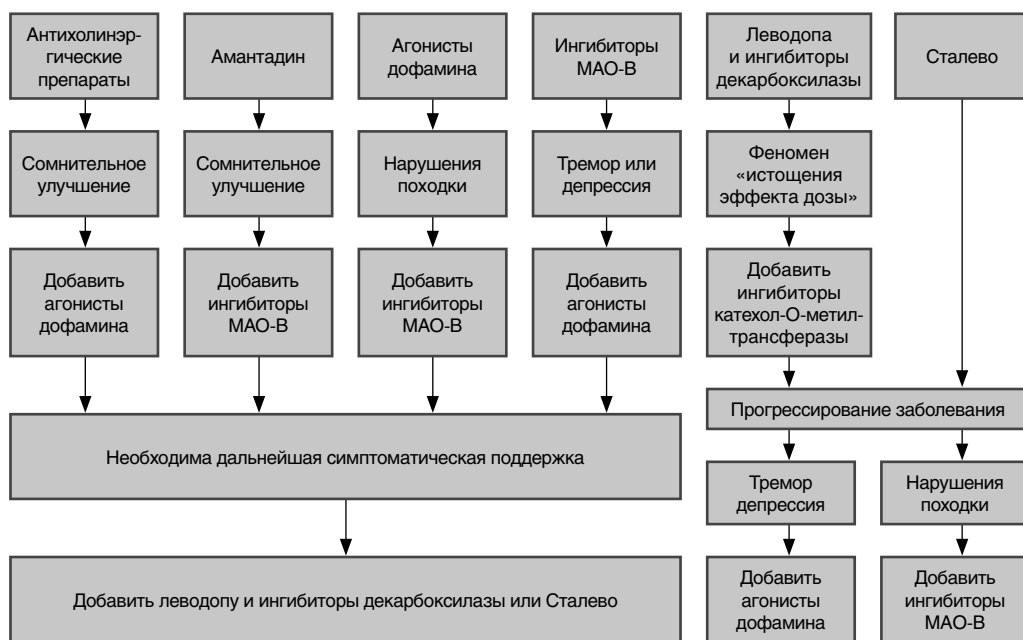 Антихолинэр-
гические
препараты
Амантадин
Агонисты
дофамина
Ингибиторы
МАО-В
Леводопа
и ингибиторы
декарбоксилазы
Сталево
Сомнительное
улучшение
Сомнительное
улучшение
Нарушения
походки
Тремор или
депрессия
Феномен
«истощения
эффекта дозы»
Добавить
агонисты
дофамина
Добавить
ингибиторы
МАО-В
Добавить
ингибиторы
МАО-В
Добавить
агонисты
дофамина
Добавить
ингибиторы
катехол-О-метил-
трансферазы
Прогрессирование заболевания
Необходима дальнейшая симптоматическая поддержка
Тремор
депрессия
Нарушения
походки
Добавить леводопу и ингибиторы декарбоксилазы или Сталево
Добавить
агонисты
дофамина
Добавить
ингибиторы
МАО-В